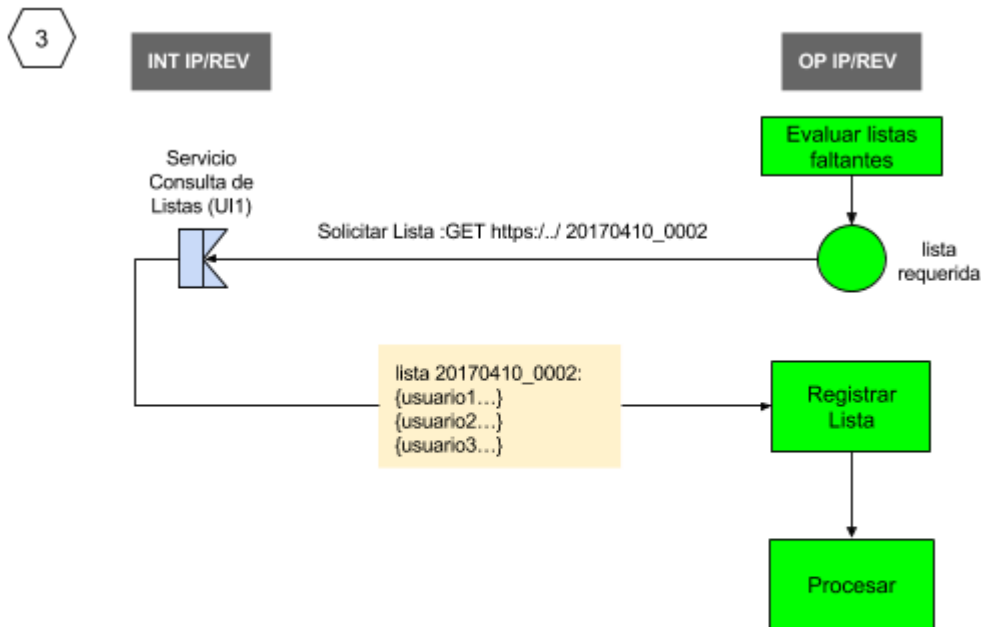 3
INT IP/REV
OP IP/REV
Evaluar listas
faltantes
Servicio
Consulta de
Listas (UI1)
Solicitar Lista :GET https:/../ 20170410_0002
lista
requerida
lista 20170410_0002:
{usuario1...}
{usuario2...}
{usuario3...}
Registrar
Lista
Procesar